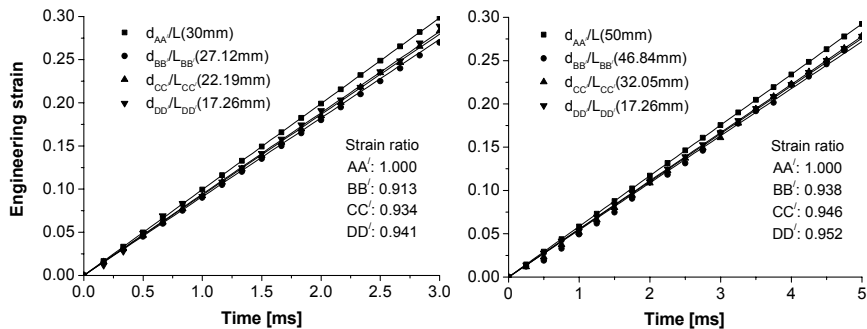 0.30
0.25
0.20
0.15
0.10
0.05
0.00
Engineering strain
d_AA'/L(30mm)
d_BB'/L_BB'(27.12mm)
d_CC'/L_CC'(22.19mm)
d_DD'/L_DD'(17.26mm)
Strain ratio
AA': 1.000
BB': 0.913
CC': 0.934
DD': 0.941
0.0 0.5 1.0 1.5 2.0 2.5 3.0
Time [ms]
0.30
0.25
0.20
0.15
0.10
0.05
0.00
d_AA'/L(50mm)
d_BB'/L_BB'(46.84mm)
d_CC'/L_CC'(32.05mm)
d_DD'/L_DD'(17.26mm)
Strain ratio
AA': 1.000
BB': 0.938
CC': 0.946
DD': 0.952
0 1 2 3 4 5
Time [ms]